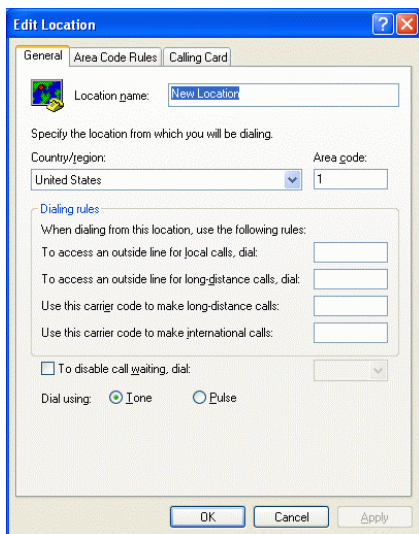 Edit Location
General Area Code Rules Calling Card
Location name: New Location
Specify the location from which you will be dialing.
Country/region: Area code:
United States 1
Dialing rules
When dialing from this location, use the following rules:
To access an outside line for local calls, dial:
To access an outside line for long-distance calls, dial:
Use this carrier code to make long-distance calls:
Use this carrier code to make international calls:
To disable call waiting, dial:
Dial using: Tone Pulse
OK Cancel Apply